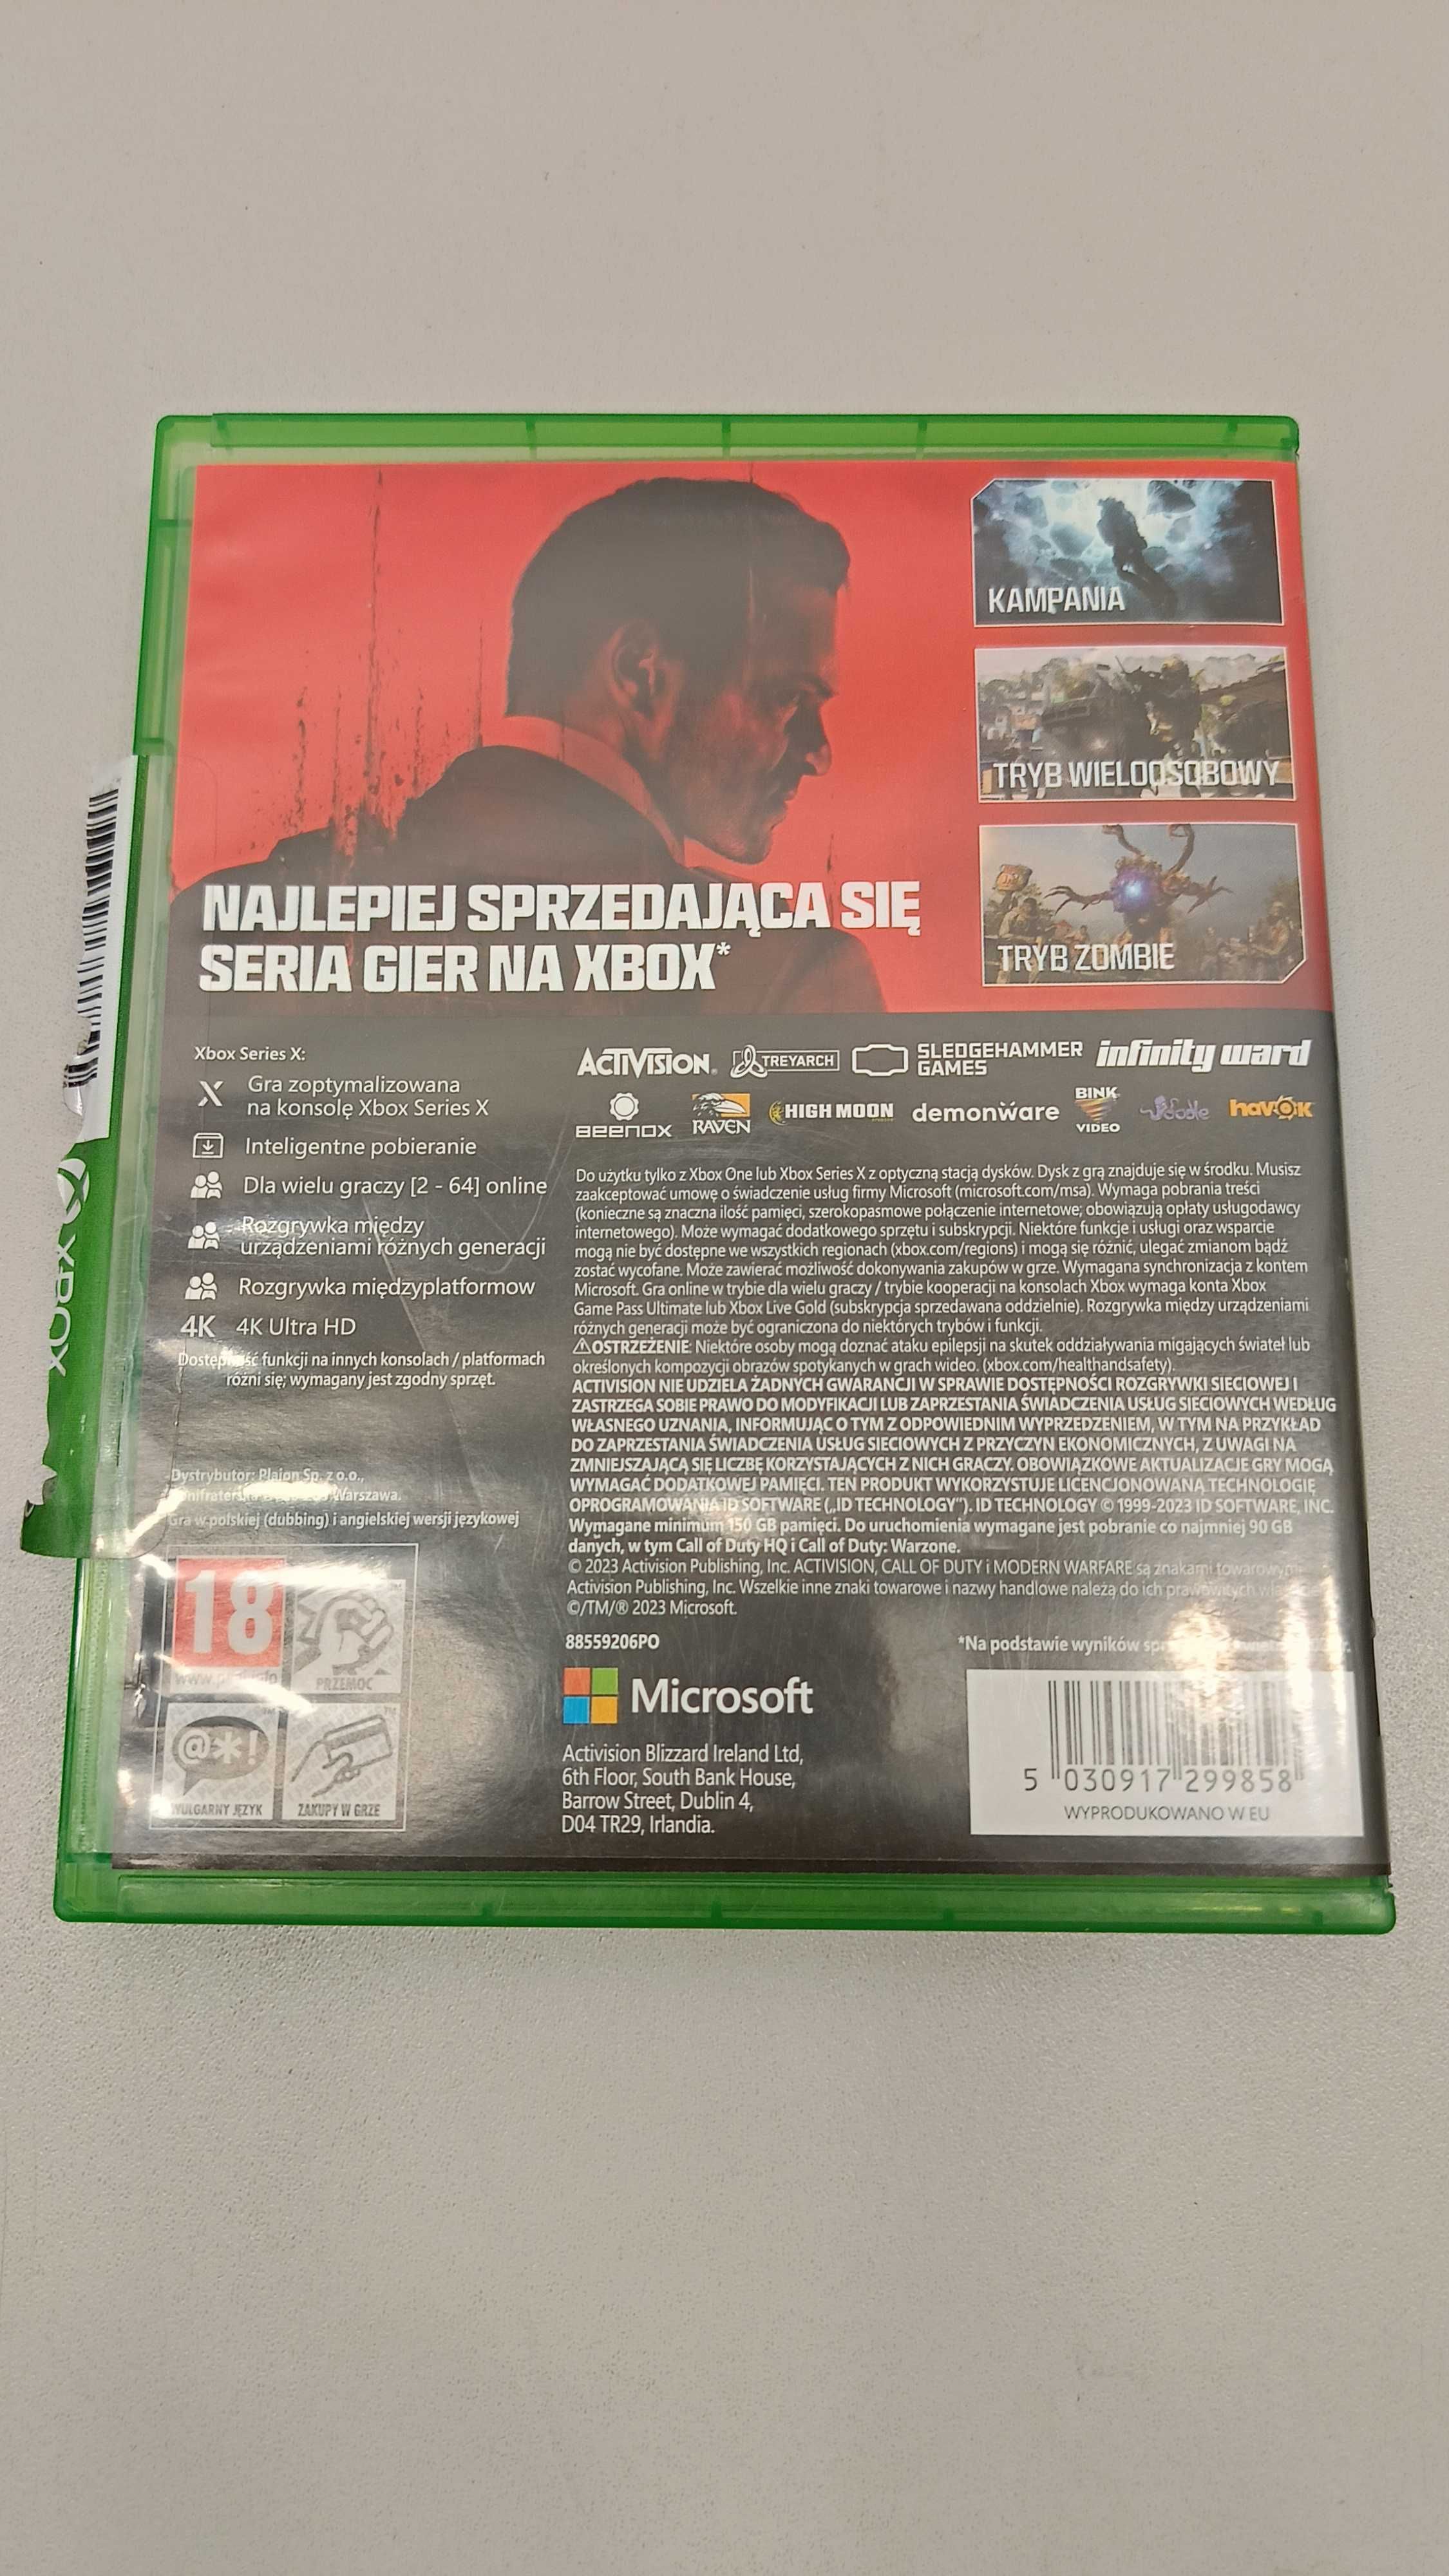 KAMPANIA
TRYB WIELOOSOBOWY
TRYB ZOMBIE
NAJLEPIEJ SPRZEDAJĄCA SIĘ
SERIA GIER NA XBOX*
XBOX
Xbox Series X:
Gra zoptymalizowana
na konsolę Xbox Series X
Inteligentne pobieranie
Dla wielu graczy [2 - 64] online
Rozgrywka między
urządzeniami różnych generacji
Rozgrywka międzyplatformow
4K 4K Ultra HD
Dostępność funkcji na innych konsolach / platformach
różni się; wymagany jest zgodny sprzęt.
Dystrybutor: Plaion Sp. z o.o.,
Warszawa.
Gra w polskiej (dubbing) i angielskiej wersji językowej
18
PRZEMOC
WULGARNY JĘZYK
ZAKUPY W GRZE
ACTIVISION. TREYARCH SLEDGEHAMMER GAMES infinity ward
BEENOX RAVEN HIGH MOON demonware BINK VIDEO havok
Do użytku tylko z Xbox One lub Xbox Series X z optyczną stacją dysków. Dysk z grą znajduje się w środku. Musisz
zaakceptować umowę o świadczenie usług firmy Microsoft (microsoft.com/msa). Wymaga pobrania treści
(konieczne są znaczna ilość pamięci, szerokopasmowe połączenie internetowe; obowiązują opłaty usługodawcy
internetowego). Może wymagać dodatkowego sprzętu i subskrypcji. Niektóre funkcje i usługi oraz wsparcie
mogą nie być dostępne we wszystkich regionach (xbox.com/regions) i mogą się różnić, ulegać zmianom bądź
zostać wycofane. Może zawierać możliwość dokonywania zakupów w grze. Wymagana synchronizacja z kontem
Microsoft. Gra online w trybie dla wielu graczy / trybie kooperacji na konsolach Xbox wymaga konta Xbox
Game Pass Ultimate lub Xbox Live Gold (subskrypcja sprzedawana oddzielnie). Rozgrywka między urządzeniami
różnych generacji może być ograniczona do niektórych trybów i funkcji.
⚠OSTRZEŻENIE: Niektóre osoby mogą doznać ataku epilepsji na skutek oddziaływania migających świateł lub
określonych kompozycji obrazów spotykanych w grach wideo. (xbox.com/healthandsafety).
ACTIVISION NIE UDZIELA ŻADNYCH GWARANCJI W SPRAWIE DOSTĘPNOŚCI ROZGRYWKI SIECIOWEJ I
ZASTRZEGA SOBIE PRAWO DO MODYFIKACJI LUB ZAPRZESTANIA ŚWIADCZENIA USŁUG SIECIOWYCH WEDŁUG
WŁASNEGO UZNANIA, INFORMUJĄC O TYM Z ODPOWIEDNIM WYPRZEDZENIEM, W TYM NA PRZYKŁAD
DO ZAPRZESTANIA ŚWIADCZENIA USŁUG SIECIOWYCH Z PRZYCZYN EKONOMICZNYCH, Z UWAGI NA
ZMNIEJSZAJĄCĄ SIĘ LICZBĘ KORZYSTAJĄCYCH Z NICH GRACZY. OBOWIĄZKOWE AKTUALIZACJE GRY MOGĄ
WYMAGAĆ DODATKOWEJ PAMIĘCI. TEN PRODUKT WYKORZYSTUJE LICENCJONOWANĄ TECHNOLOGIĘ
OPROGRAMOWANIA ID SOFTWARE („ID TECHNOLOGY”). ID TECHNOLOGY © 1999-2023 ID SOFTWARE, INC.
Wymagane minimum 150 GB pamięci. Do uruchomienia wymagane jest pobranie co najmniej 90 GB
danych, w tym Call of Duty HQ i Call of Duty: Warzone.
© 2023 Activision Publishing, Inc. ACTIVISION, CALL OF DUTY i MODERN WARFARE są znakami towarowymi
Activision Publishing, Inc. Wszelkie inne znaki towarowe i nazwy handlowe należą do ich prawowitych
©/TM/® 2023 Microsoft.
88559206PO
*Na podstawie wyników
Microsoft
Activision Blizzard Ireland Ltd,
6th Floor, South Bank House,
Barrow Street, Dublin 4,
D04 TR29, Irlandia.
5 030917 299858
WYPRODUKOWANO W EU